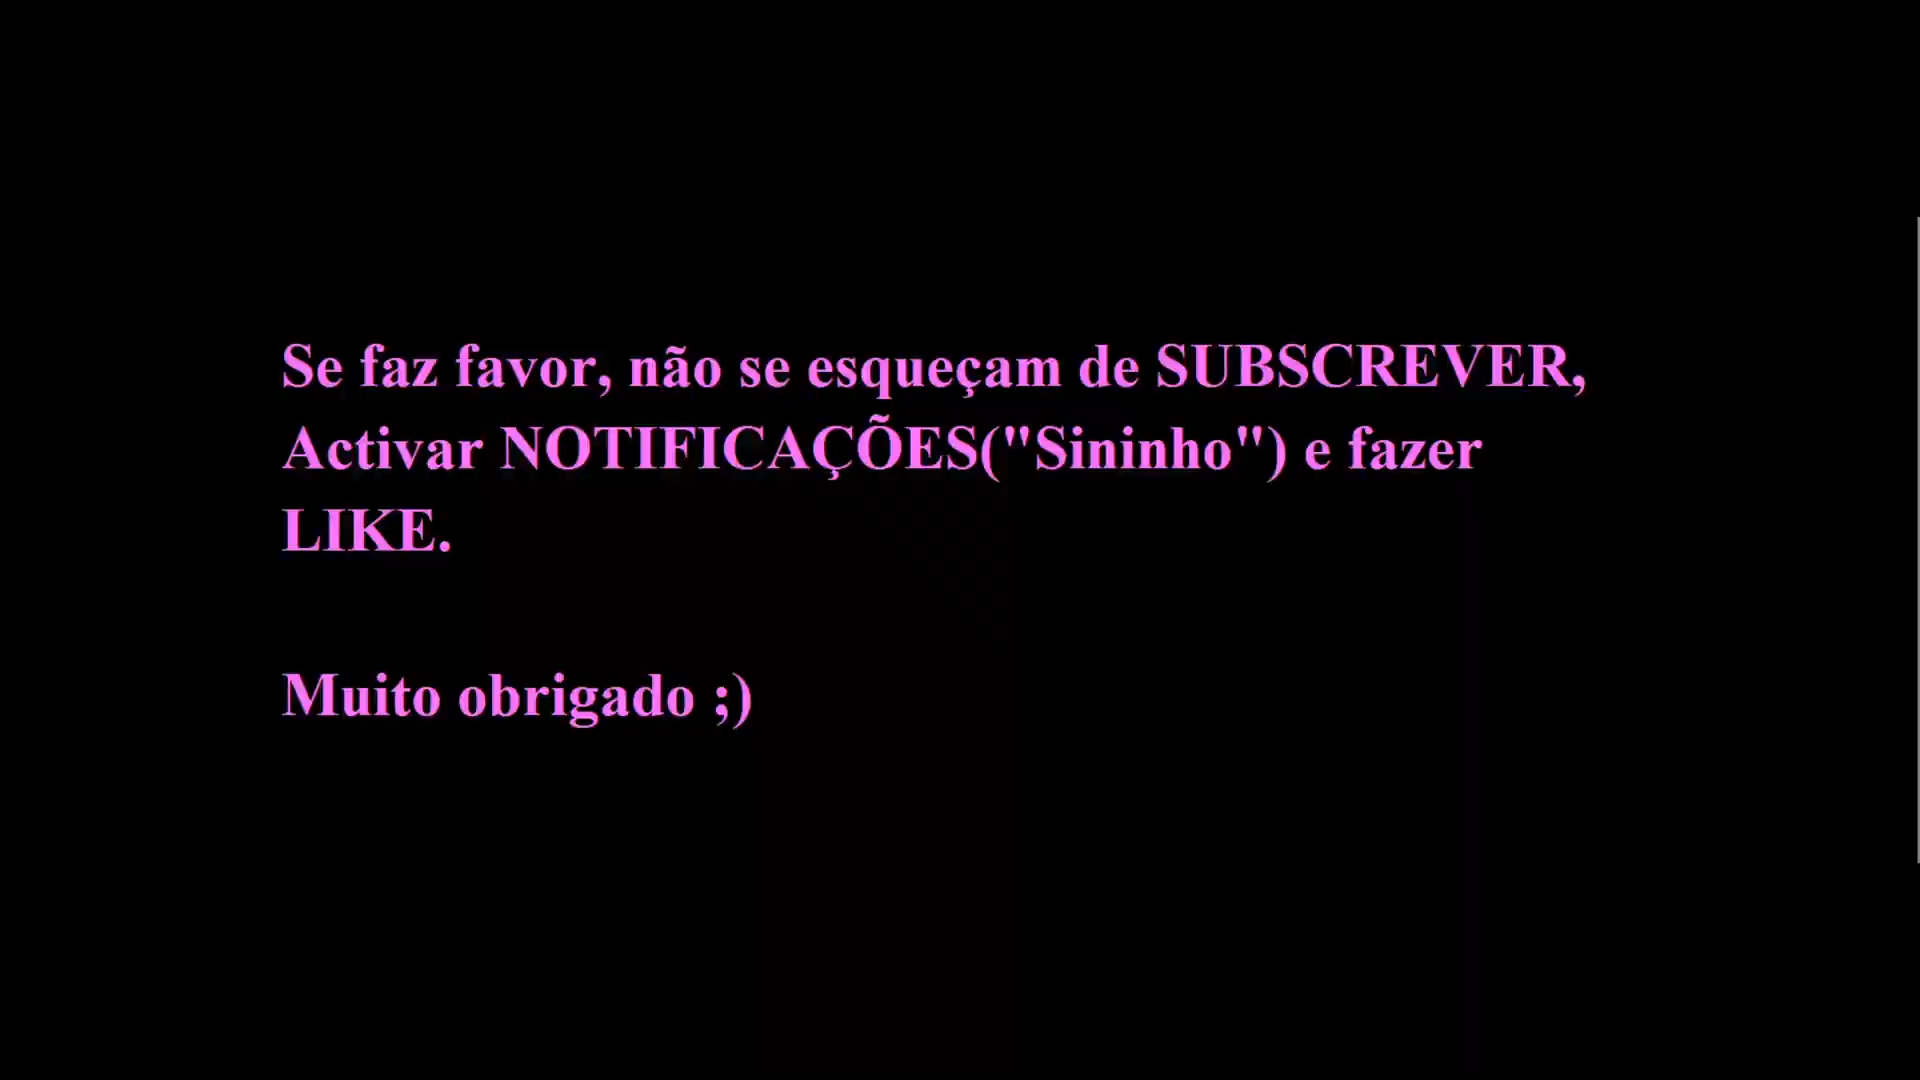 Se faz favor, não se esqueçam de SUBSCREVER,
Activar NOTIFICAÇÕES("Sininho") e fazer
LIKE.
Muito obrigado ;)